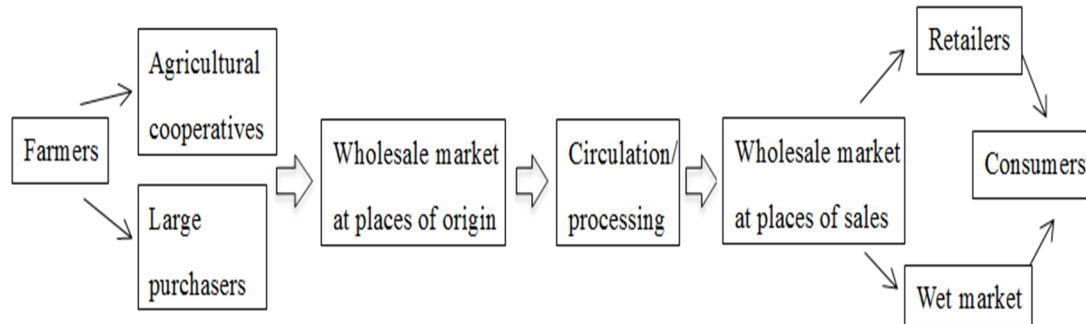 Farmers
Agricultural
cooperatives
Large
purchasers
Wholesale market
at places of origin
Circulation/
processing
Wholesale market
at places of sales
Retailers
Wet market
Consumers